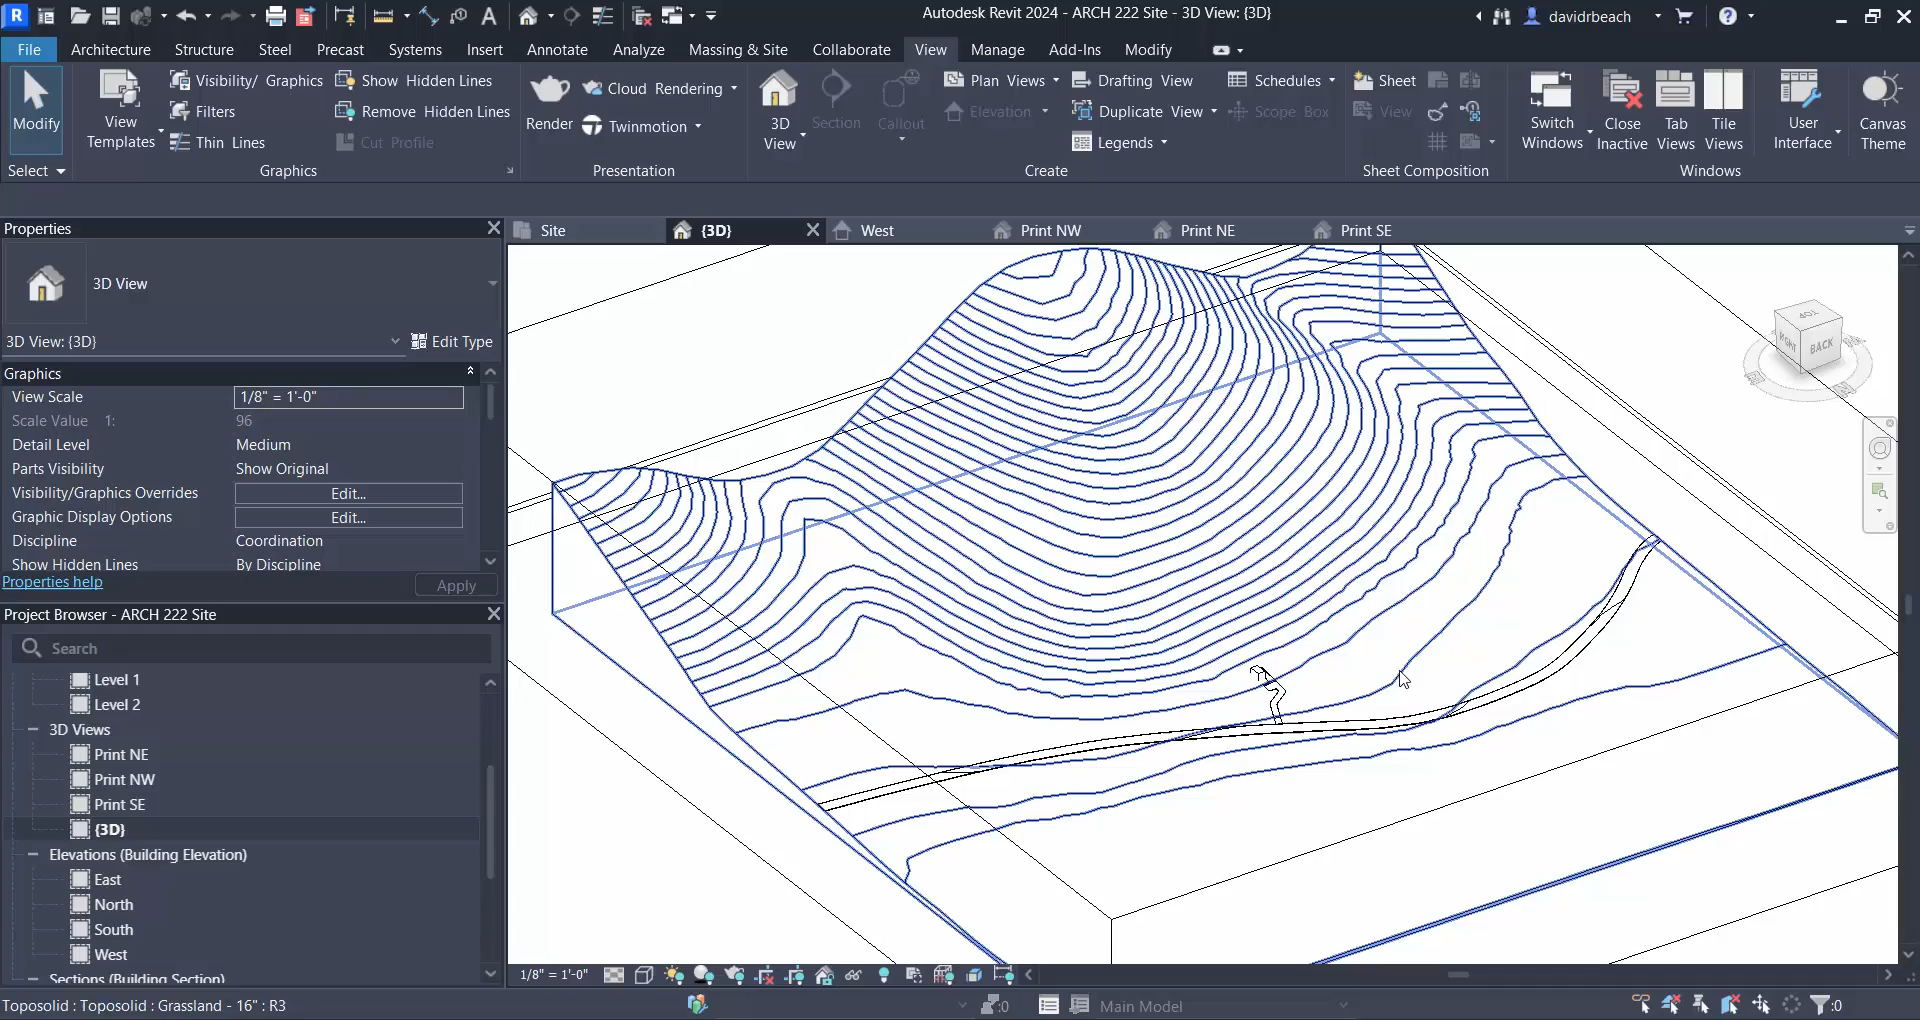 Autodesk Revit 2024 - ARCH 222 Site - 3D View: {3D}
davidrbeach
File Architecture Structure Steel Precast Systems Insert Annotate Analyze Massing & Site Collaborate View Manage Add-Ins Modify
Modify
View Templates
Visibility/ Graphics
Filters
Thin Lines
Show Hidden Lines
Remove Hidden Lines
Cut Profile
Render
Cloud Rendering
Twinmotion
3D View
Section
Callout
Plan Views
Elevation
Drafting View
Duplicate View
Legends
Schedules
Scope Box
Sheet
View
Switch Windows
Close Inactive
Tab Views
Tile Views
User Interface
Canvas Theme
Select Graphics Presentation Create Sheet Composition Windows
Properties
Site {3D} West Print NW Print NE Print SE
3D View
3D View: {3D} Edit Type
Graphics
View Scale 1/8" = 1'-0"
Scale Value 1: 96
Detail Level Medium
Parts Visibility Show Original
Visibility/Graphics Overrides Edit...
Graphic Display Options Edit...
Discipline Coordination
Show Hidden Lines By Discipline
Properties help Apply
Project Browser - ARCH 222 Site
Search
Level 1
Level 2
3D Views
Print NE
Print NW
Print SE
{3D}
Elevations (Building Elevation)
East
North
South
West
Sections (Building Section)
TOP
RIGHT
BACK
1/8" = 1'-0"
Toposolid : Toposolid : Grassland - 16" : R3
:0
Main Model
:0